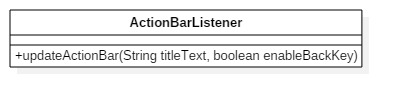 ActionBarListener
+updateActionBar(String titleText, boolean enableBackKey)